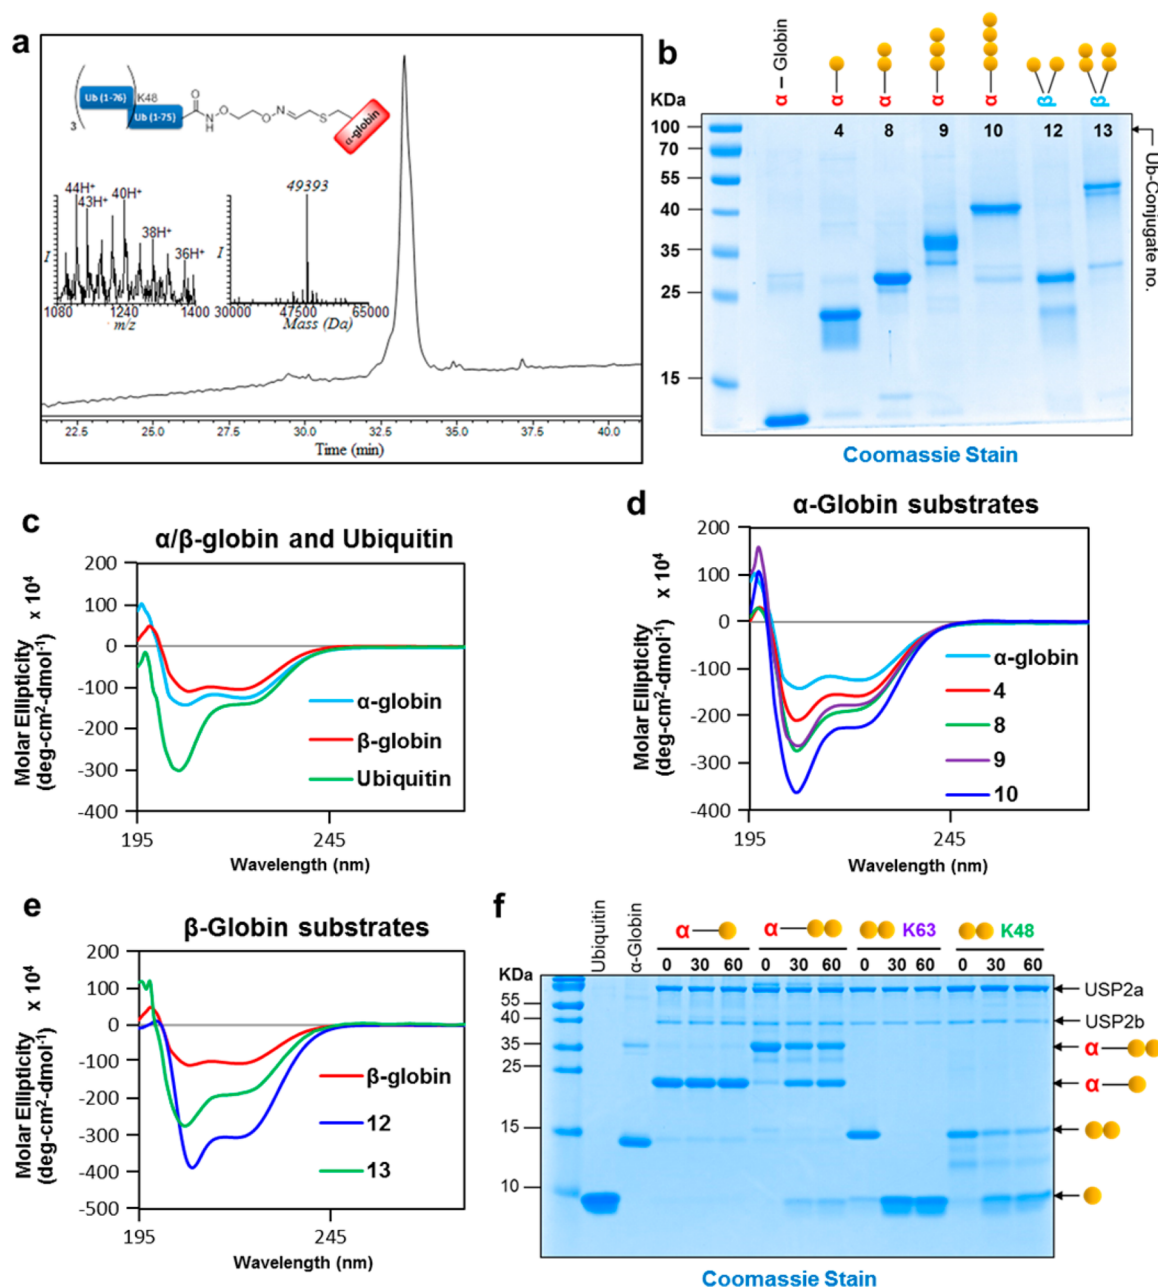 a
3
Ub (1-76)
K48
Ub (1-75)
O
N
H
O
O
N
S
α-globin
44H⁺
43H⁺
40H⁺
38H⁺
36H⁺
I
1080 1240 1400
m/z
49393
I
30000 47500 65000
Mass (Da)
22.5 25.0 27.5 30.0 32.5 35.0 37.5 40.0
Time (min)
b
α – Globin
α α α α β β
KDa
4 8 9 10 12 13
100
70
55
40
35
25
15
Ub-Conjugate no.
Coomassie Stain
c
α/β-globin and Ubiquitin
Molar Ellipticity x 10⁴
(deg-cm²-dmol⁻¹)
200
100
0
-100
-200
-300
-400
195 245
Wavelength (nm)
α-globin
β-globin
Ubiquitin
d
α-Globin substrates
Molar Ellipticity x 10⁴
(deg-cm²-dmol⁻¹)
200
100
0
-100
-200
-300
-400
195 245
Wavelength (nm)
α-globin
4
8
9
10
e
β-Globin substrates
Molar Ellipticity x 10⁴
(deg-cm²-dmol⁻¹)
200
100
0
-100
-200
-300
-400
-500
195 245
Wavelength (nm)
β-globin
12
13
f
Ubiquitin
α-Globin
α α K63 K48
0 30 60 0 30 60 0 30 60 0 30 60
KDa
55
40
35
25
15
10
USP2a
USP2b
α
α
Coomassie Stain